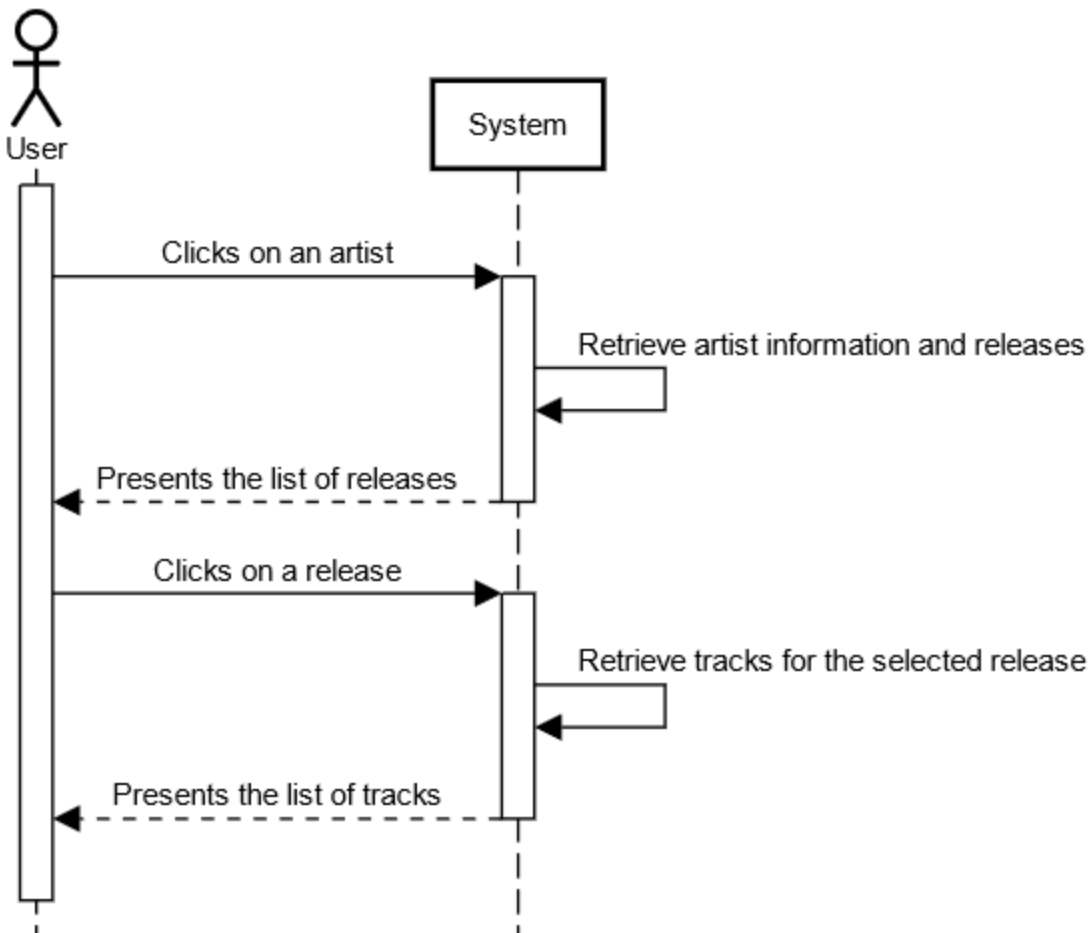 User
System
Clicks on an artist
Retrieve artist information and releases
Presents the list of releases
Clicks on a release
Retrieve tracks for the selected release
Presents the list of tracks